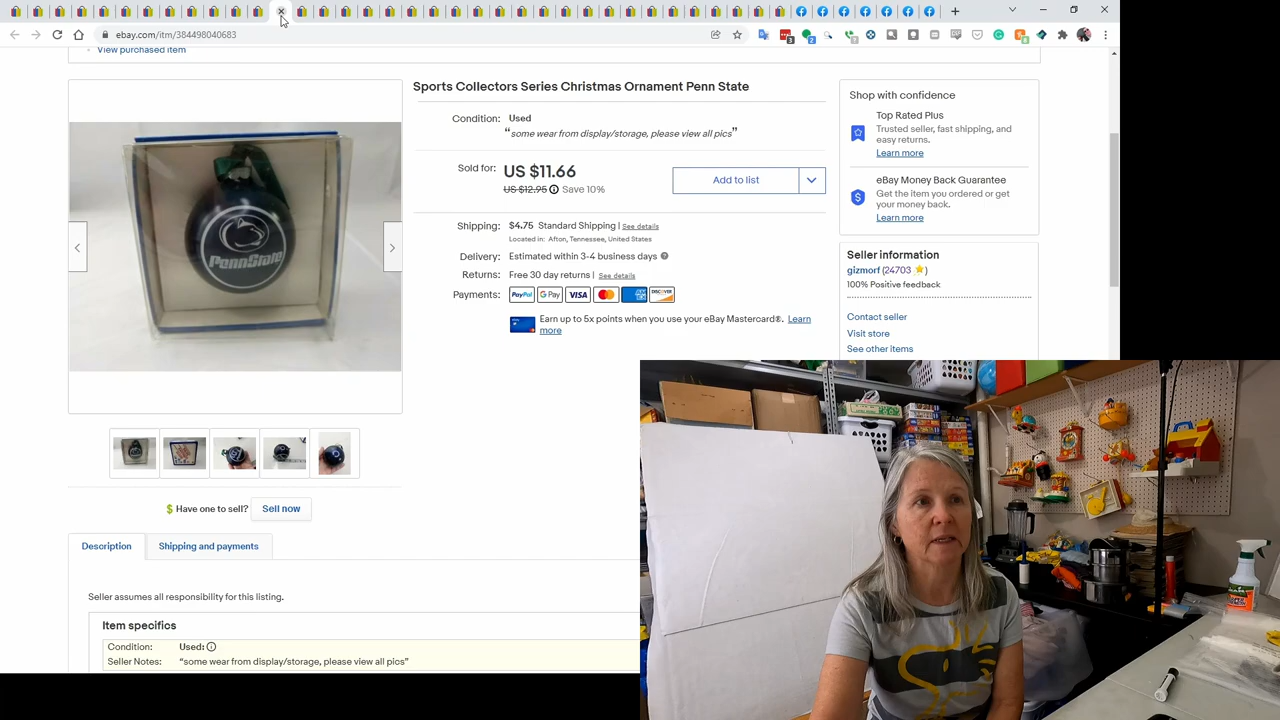 ebay.com/itm/384498040683
View purchased item
Sports Collectors Series Christmas Ornament Penn State
Condition: Used
“some wear from display/storage, please view all pics”
Sold for: US $11.66
US $12.95 Save 10%
Add to list
Shipping: $4.75 Standard Shipping | See details
Located in: Afton, Tennessee, United States
Delivery: Estimated within 3-4 business days
Returns: Free 30 day returns | See details
Payments: PayPal G Pay VISA DISCOVER
Earn up to 5x points when you use your eBay Mastercard®. Learn
more
Shop with confidence
Top Rated Plus
Trusted seller, fast shipping, and
easy returns.
Learn more
eBay Money Back Guarantee
Get the item you ordered or get
your money back.
Learn more
Seller information
gizmorf (24703 )
100% Positive feedback
Contact seller
Visit store
See other items
PennState
Have one to sell? Sell now
Description
Shipping and payments
Seller assumes all responsibility for this listing.
Item specifics
Condition: Used:
Seller Notes: “some wear from display/storage, please view all pics”